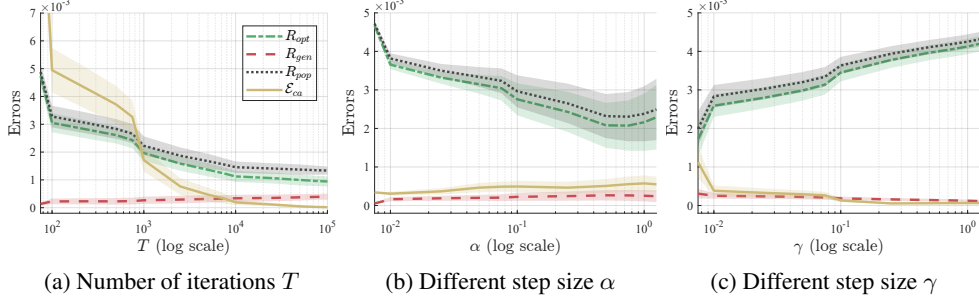 ×10⁻³
7
6
5
4
3
2
1
0
Errors
R_opt
R_gen
R_pop
ℰ_ca
10²
10³
10⁴
10⁵
T (log scale)
(a) Number of iterations T
×10⁻³
5
4
3
2
1
0
Errors
10⁻²
10⁻¹
10⁰
α (log scale)
(b) Different step size α
×10⁻³
5
4
3
2
1
0
Errors
10⁻²
10⁻¹
10⁰
γ (log scale)
(c) Different step size γ